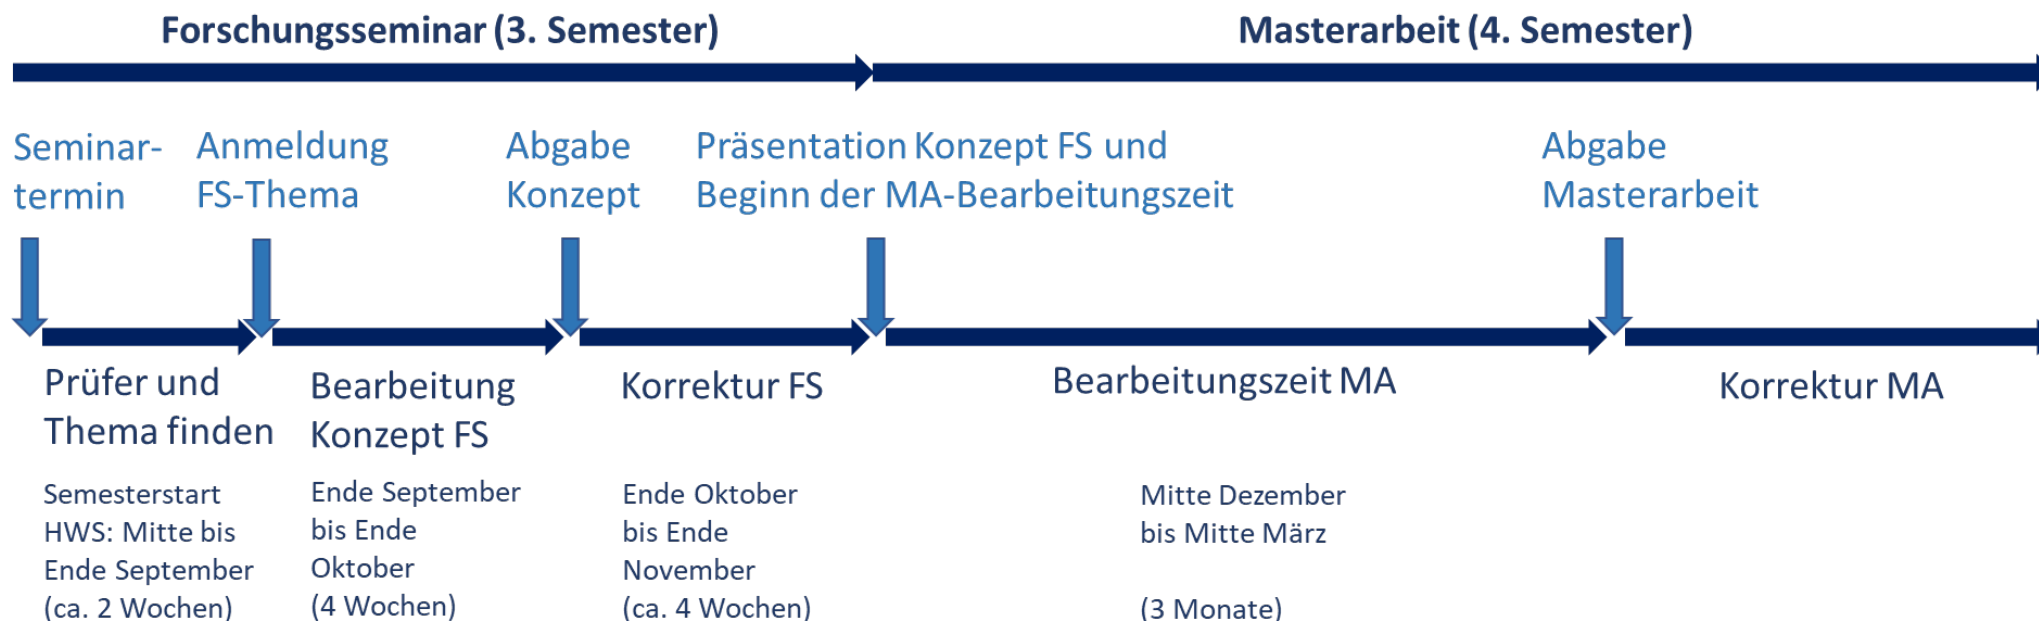 Forschungsseminar (3. Semester)
Masterarbeit (4. Semester)
Seminar-
termin
Anmeldung
FS-Thema
Abgabe
Konzept
Präsentation Konzept FS und
Beginn der MA-Bearbeitungszeit
Abgabe
Masterarbeit
Prüfer und
Thema finden
Bearbeitung
Konzept FS
Korrektur FS
Bearbeitungszeit MA
Korrektur MA
Semesterstart
HWS: Mitte bis
Ende September
(ca. 2 Wochen)
Ende September
bis Ende
Oktober
(4 Wochen)
Ende Oktober
bis Ende
November
(ca. 4 Wochen)
Mitte Dezember
bis Mitte März
(3 Monate)